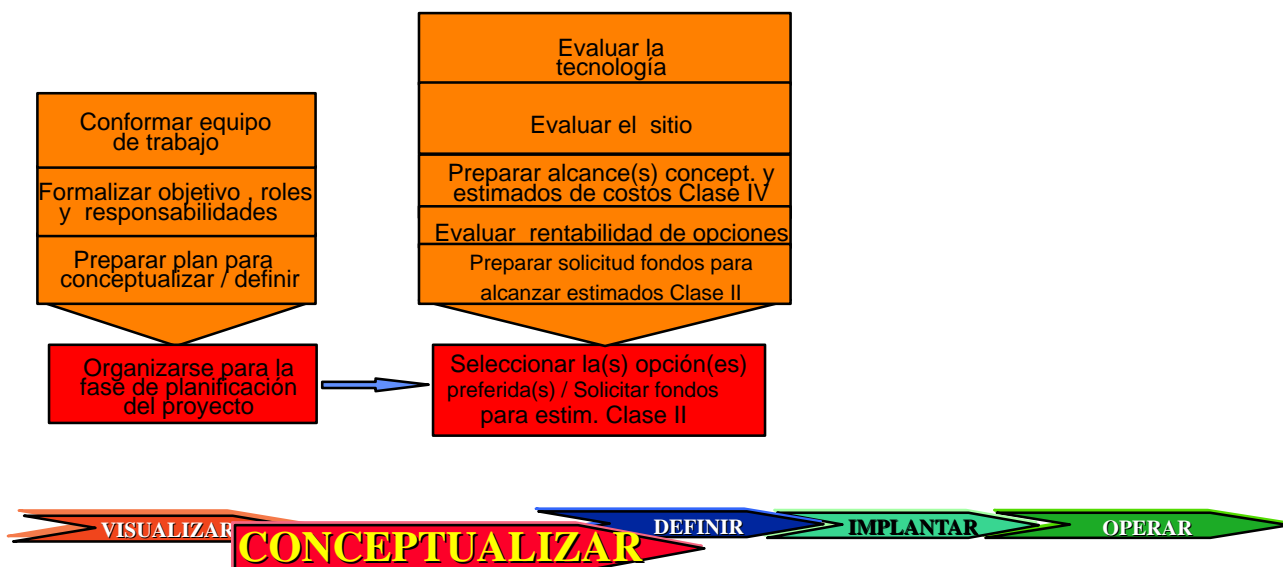 Conformar equipo
de trabajo
Formalizar objetivo , roles
y responsabilidades
Preparar plan para
conceptualizar / definir
Organizarse para la
fase de planificación
del proyecto
Evaluar la
tecnología
Evaluar el sitio
Preparar alcance(s) concept. y
estimados de costos Clase IV
Evaluar rentabilidad de opciones
Preparar solicitud fondos para
alcanzar estimados Clase II
Seleccionar la(s) opción(es)
preferida(s) / Solicitar fondos
para estim. Clase II
VISUALIZAR
CONCEPTUALIZAR
DEFINIR
IMPLANTAR
OPERAR